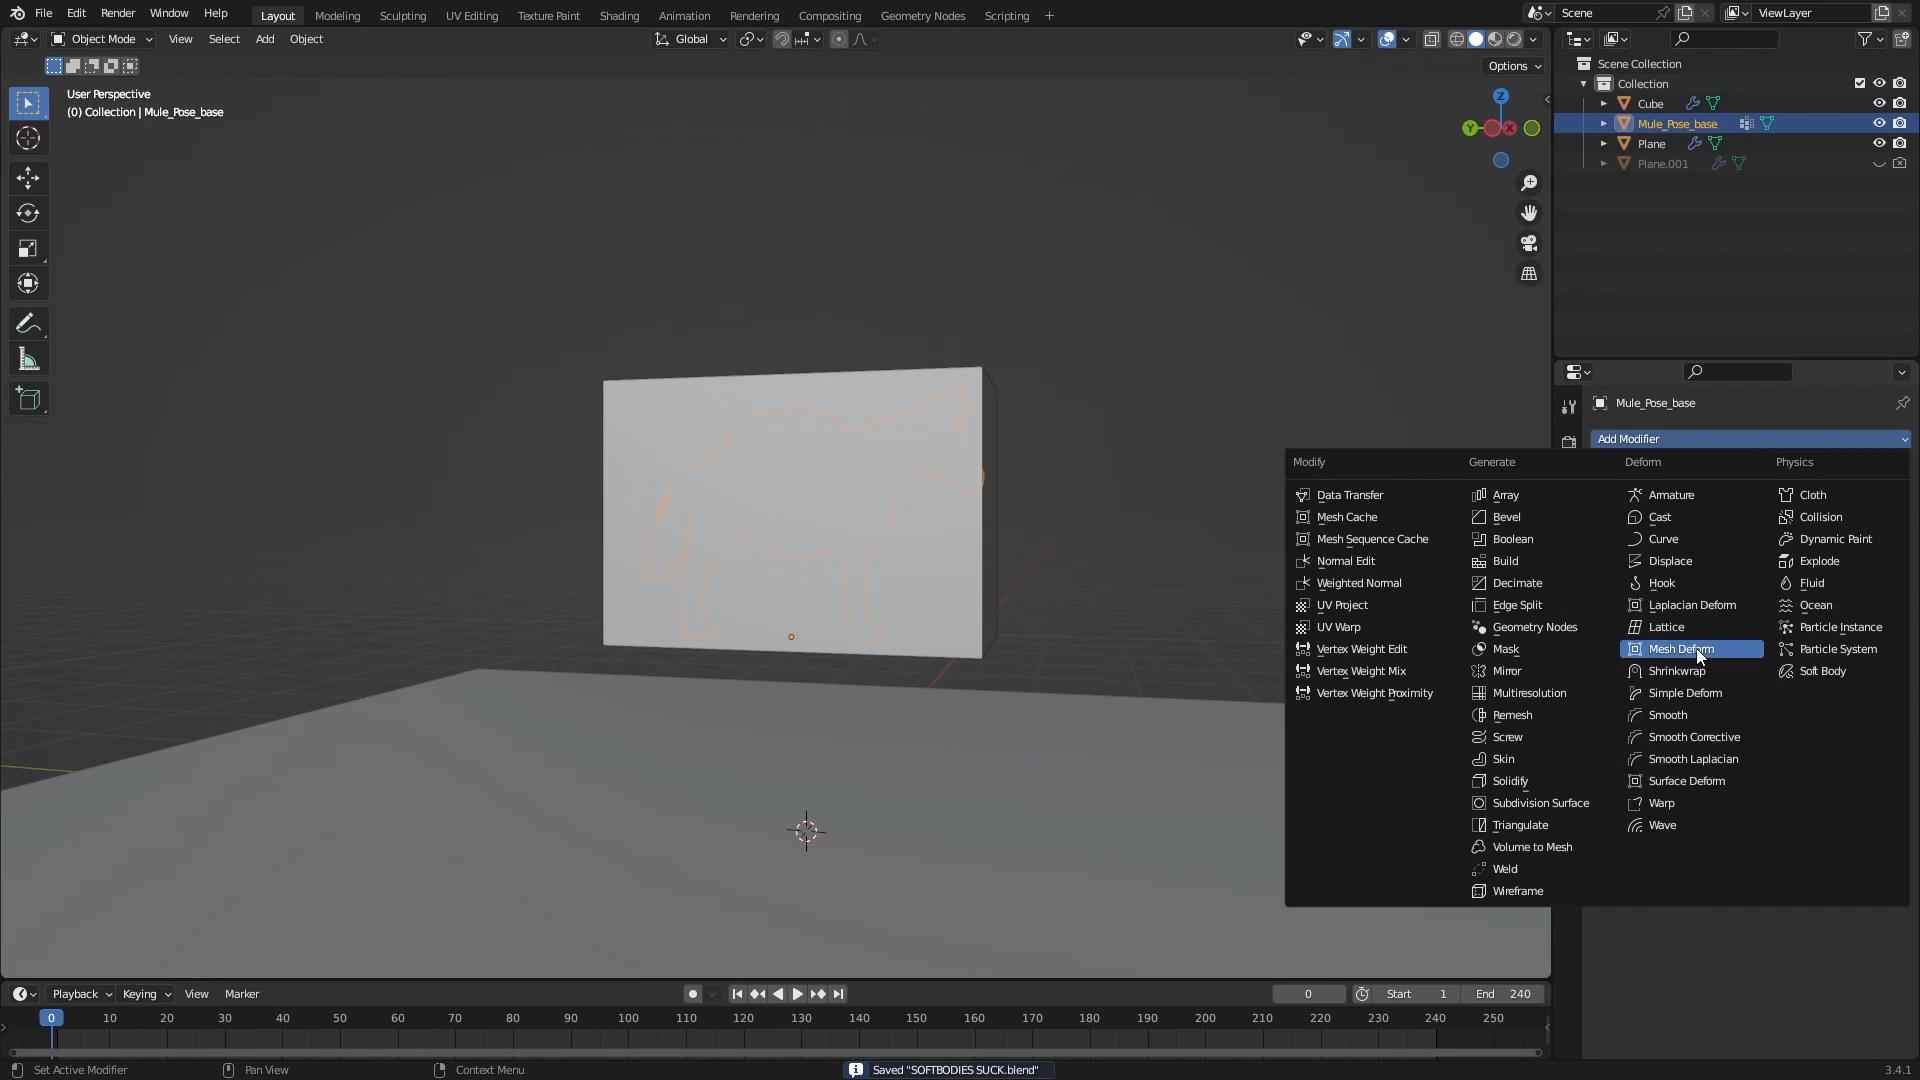 File Edit Render Window Help Layout Modeling Sculpting UV Editing Texture Paint Shading Animation Rendering Compositing Geometry Nodes Scripting + Scene ViewLayer
Object Mode View Select Add Object Global
Options
User Perspective
(0) Collection | Mule_Pose_base
Z
Y X
Scene Collection
Collection
Cube
Mule_Pose_base
Plane
Plane.001
Mule_Pose_base
Add Modifier
Modify Generate Deform Physics
Data Transfer Array Armature Cloth
Mesh Cache Bevel Cast Collision
Mesh Sequence Cache Boolean Curve Dynamic Paint
Normal Edit Build Displace Explode
Weighted Normal Decimate Hook Fluid
UV Project Edge Split Laplacian Deform Ocean
UV Warp Geometry Nodes Lattice Particle Instance
Vertex Weight Edit Mask Mesh Deform Particle System
Vertex Weight Mix Mirror Shrinkwrap Soft Body
Vertex Weight Proximity Multiresolution Simple Deform
Remesh Smooth
Screw Smooth Corrective
Skin Smooth Laplacian
Solidify Surface Deform
Subdivision Surface Warp
Triangulate Wave
Volume to Mesh
Weld
Wireframe
Playback Keying View Marker 0 Start 1 End 240
0 10 20 30 40 50 60 70 80 90 100 110 120 130 140 150 160 170 180 190 200 210 220 230 240 250
Set Active Modifier Pan View Context Menu Saved "SOFTBODIES SUCK.blend" 3.4.1